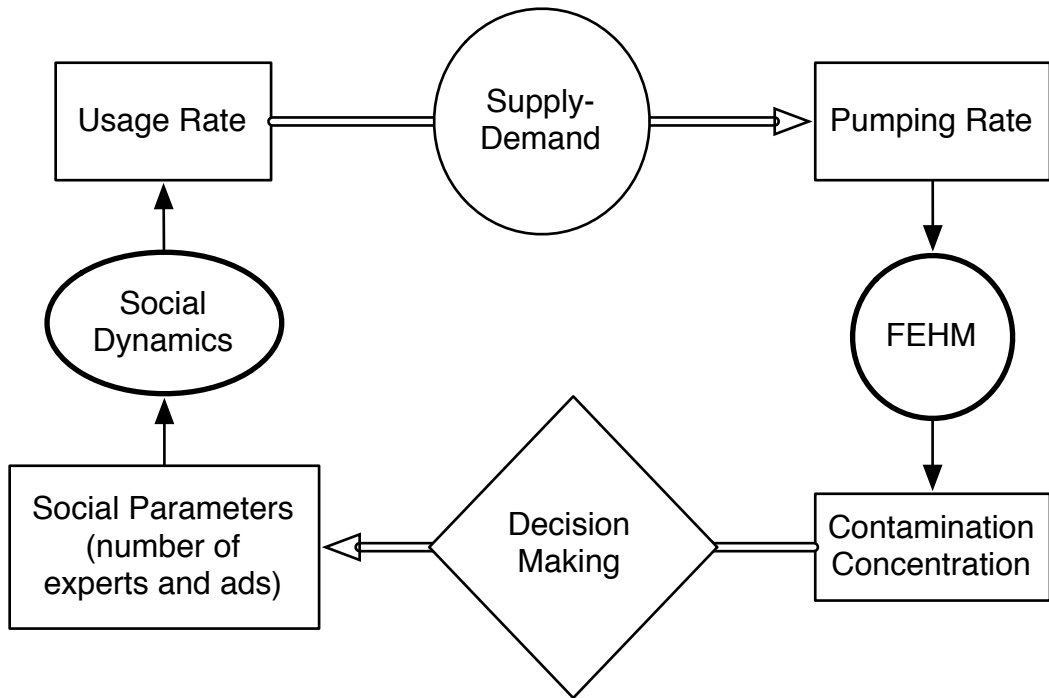 Usage Rate
Supply-
Demand
Pumping Rate
Social
Dynamics
FEHM
Social Parameters
(number of
experts and ads)
Decision
Making
Contamination
Concentration